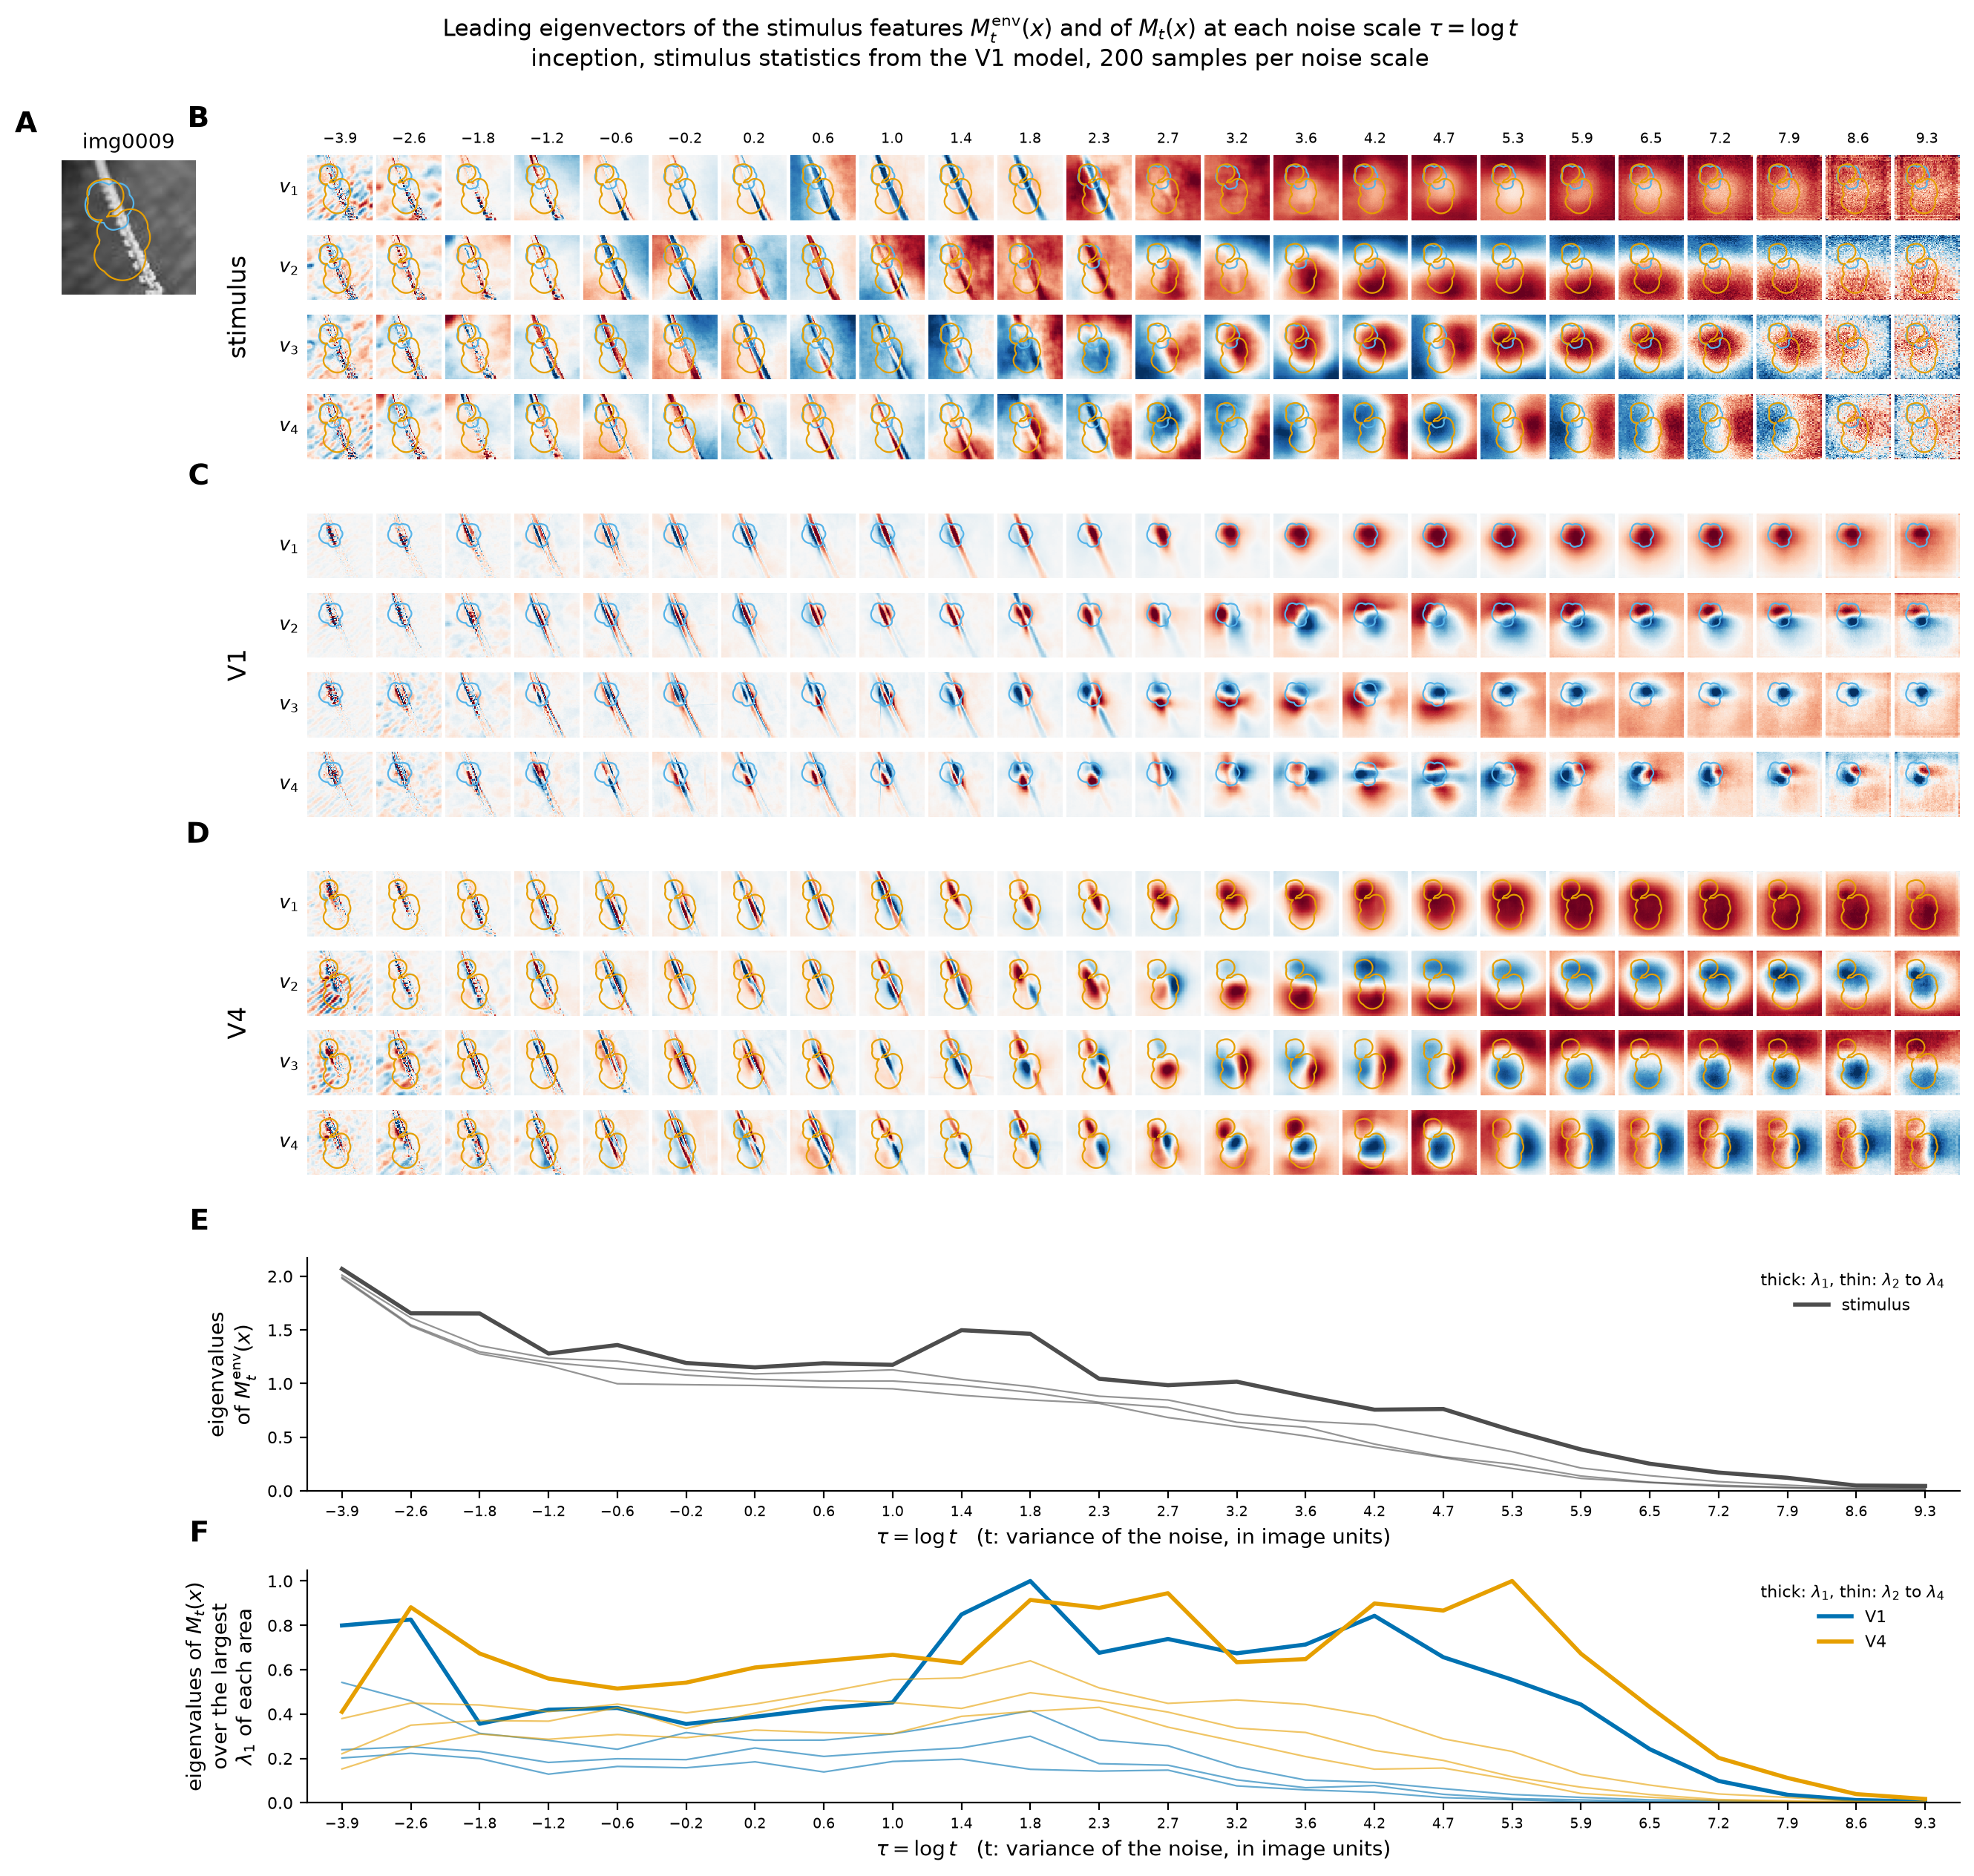 Leading eigenvectors of the stimulus features $M_t^{env}(x)$ and of $M_t(x)$ at each noise scale τ = log t
inception, stimulus statistics from the V1 model, 200 samples per noise scale
A
img0009
B
−3.9 −2.6 −1.8 −1.2 −0.6 −0.2 0.2 0.6 1.0 1.4 1.8 2.3 2.7 3.2 3.6 4.2 4.7 5.3 5.9 6.5 7.2 7.9 8.6 9.3
stimulus
v₁
v₂
v₃
v₄
C
V1
v₁
v₂
v₃
v₄
D
V4
v₁
v₂
v₃
v₄
E
eigenvalues
of $M_t^{env}(x)$
2.0
1.5
1.0
0.5
0.0
thick: λ₁, thin: λ₂ to λ₄
stimulus
−3.9 −2.6 −1.8 −1.2 −0.6 −0.2 0.2 0.6 1.0 1.4 1.8 2.3 2.7 3.2 3.6 4.2 4.7 5.3 5.9 6.5 7.2 7.9 8.6 9.3
τ = log t (t: variance of the noise, in image units)
F
eigenvalues of $M_t(x)$
over the largest
λ₁ of each area
1.0
0.8
0.6
0.4
0.2
0.0
thick: λ₁, thin: λ₂ to λ₄
V1
V4
−3.9 −2.6 −1.8 −1.2 −0.6 −0.2 0.2 0.6 1.0 1.4 1.8 2.3 2.7 3.2 3.6 4.2 4.7 5.3 5.9 6.5 7.2 7.9 8.6 9.3
τ = log t (t: variance of the noise, in image units)